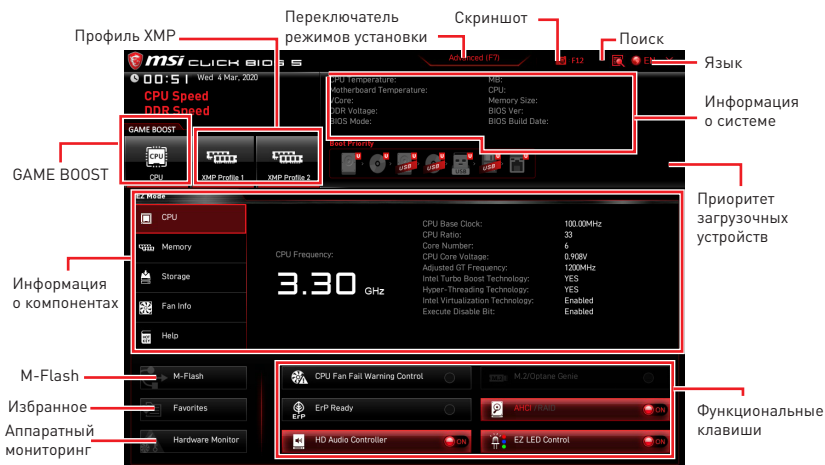 Переключатель
режимов установки
Скриншот
Профиль XMP
Поиск
Язык
msi CLICK BIOS 5
Advanced (F7)
F12
EN
X
00:51 Wed 4 Mar, 2020
CPU Speed
DDR Speed
CPU Temperature:
Motherboard Temperature:
VCore:
DDR Voltage:
BIOS Mode:
MB:
CPU:
Memory Size:
BIOS Ver:
BIOS Build Date:
Информация
о системе
GAME BOOST
CPU
XMP Profile 1
XMP Profile 2
Boot Priority
U
U
USB U
USB U
USB U
USB U
U
GAME BOOST
Приоритет
загрузочных
устройств
EZ Mode
CPU
Memory
Storage
Fan Info
Help
CPU Frequency:
3.30 GHz
CPU Base Clock: 100.00MHz
CPU Ratio: 33
Core Number: 6
CPU Core Voltage: 0.908V
Adjusted GT Frequency: 1200MHz
Intel Turbo Boost Technology: YES
Hyper-Threading Technology: YES
Intel Virtualization Technology: Enabled
Execute Disable Bit: Enabled
Информация
о компонентах
M-Flash
Избранное
Аппаратный
мониторинг
M-Flash
Favorites
Hardware Monitor
CPU Fan Fail Warning Control
M.2/Optane Genie
ErP
ErP Ready
AHCI /RAID
ON
HD Audio Controller
ON
EZ LED Control
ON
Функциональные
клавиши